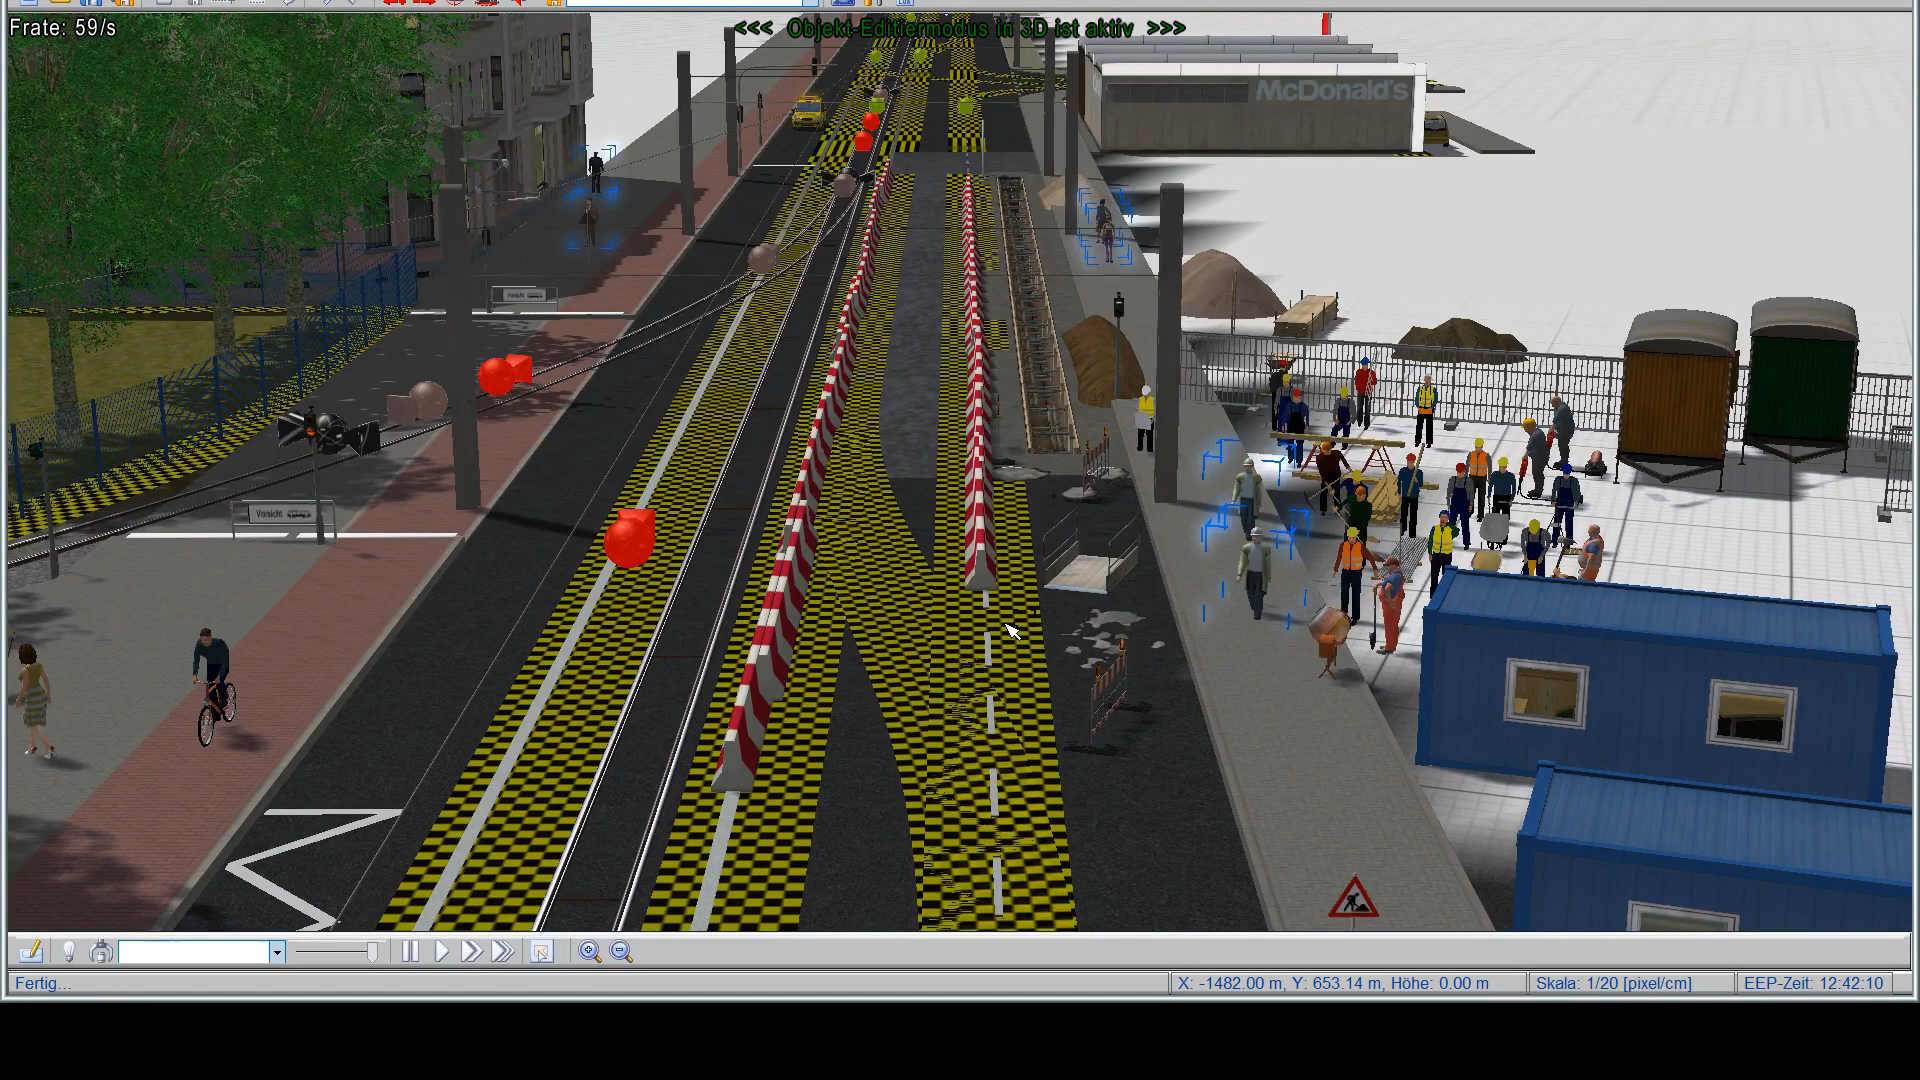 Frate: 59/s
<<< Objekt-Editiermodus in 3D ist aktiv >>>
McDonald's
Vorsicht
Vorsicht
Fertig...
X: -1482.00 m, Y: 653.14 m, Höhe: 0.00 m
Skala: 1/20 [pixel/cm]
EEP-Zeit: 12:42:10